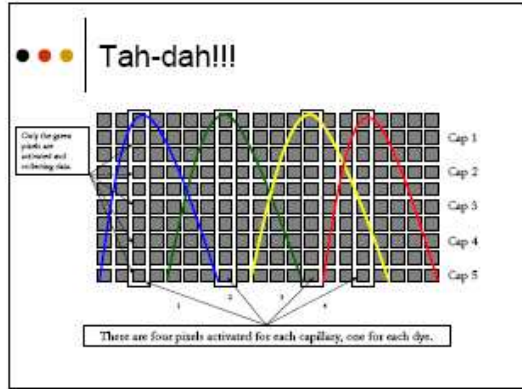 Tah-dah!!!
Only the green
pixels are
activated and
collecting data.
Cap 1
Cap 2
Cap 3
Cap 4
Cap 5
1
2
3
4
There are four pixels activated for each capillary, one for each dye.